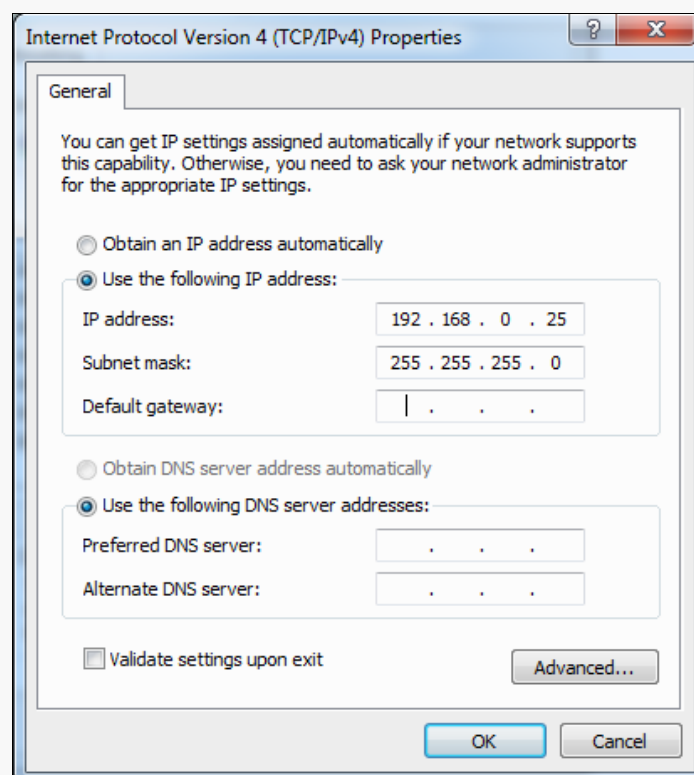 Internet Protocol Version 4 (TCP/IPv4) Properties
?
X
General
You can get IP settings assigned automatically if your network supports
this capability. Otherwise, you need to ask your network administrator
for the appropriate IP settings.
Obtain an IP address automatically
Use the following IP address:
IP address: 192 . 168 . 0 . 25
Subnet mask: 255 . 255 . 255 . 0
Default gateway: . . .
Obtain DNS server address automatically
Use the following DNS server addresses:
Preferred DNS server: . . .
Alternate DNS server: . . .
Validate settings upon exit
Advanced...
OK Cancel